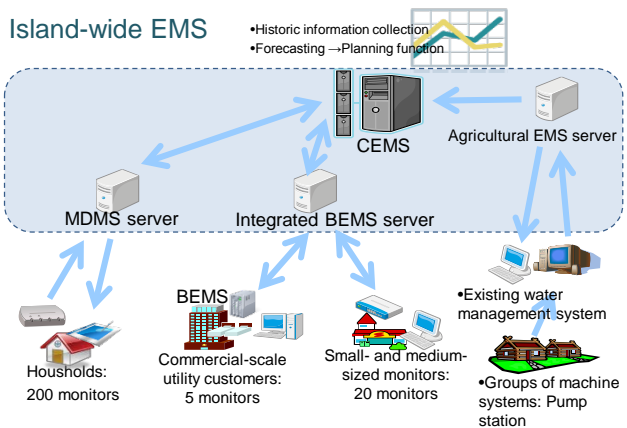 Island-wide EMS
•Historic information collection
•Forecasting →Planning function
CEMS
Agricultural EMS server
MDMS server
Integrated BEMS server
BEMS
•Existing water
management system
Housholds:
200 monitors
Commercial-scale
utility customers:
5 monitors
Small- and medium-
sized monitors:
20 monitors
•Groups of machine
systems: Pump
station